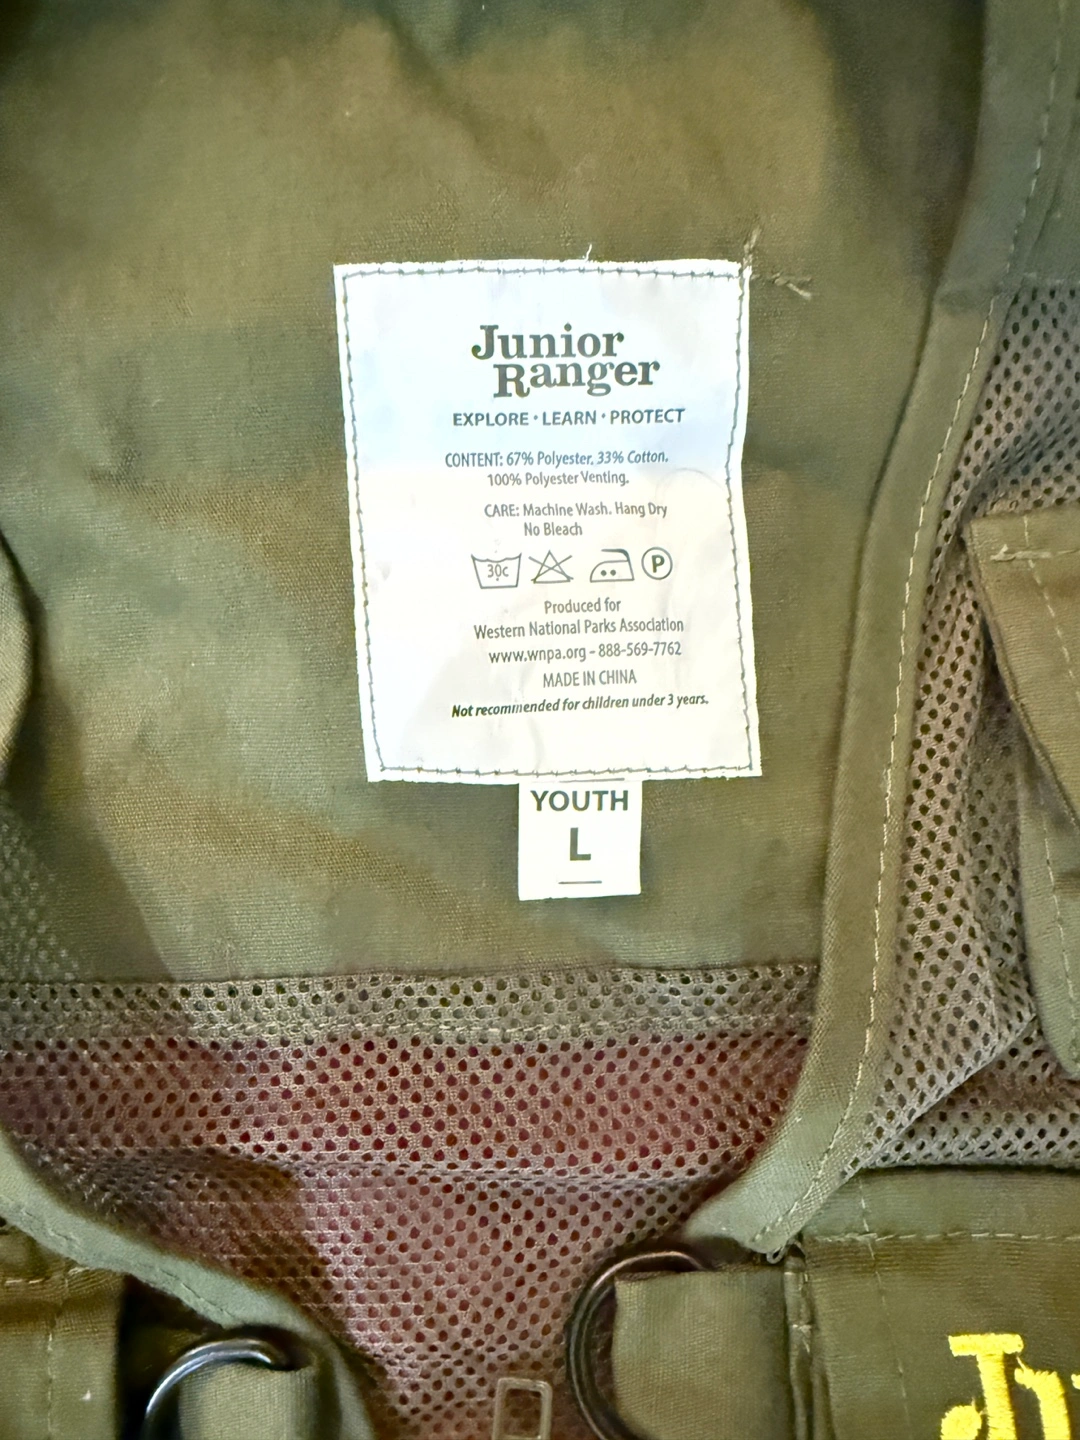 Junior
Ranger
EXPLORE • LEARN • PROTECT
CONTENT: 67% Polyester, 33% Cotton.
100% Polyester Venting.
CARE: Machine Wash. Hang Dry
No Bleach
30c
P
Produced for
Western National Parks Association
www.wnpa.org - 888-569-7762
MADE IN CHINA
Not recommended for children under 3 years.
YOUTH
L